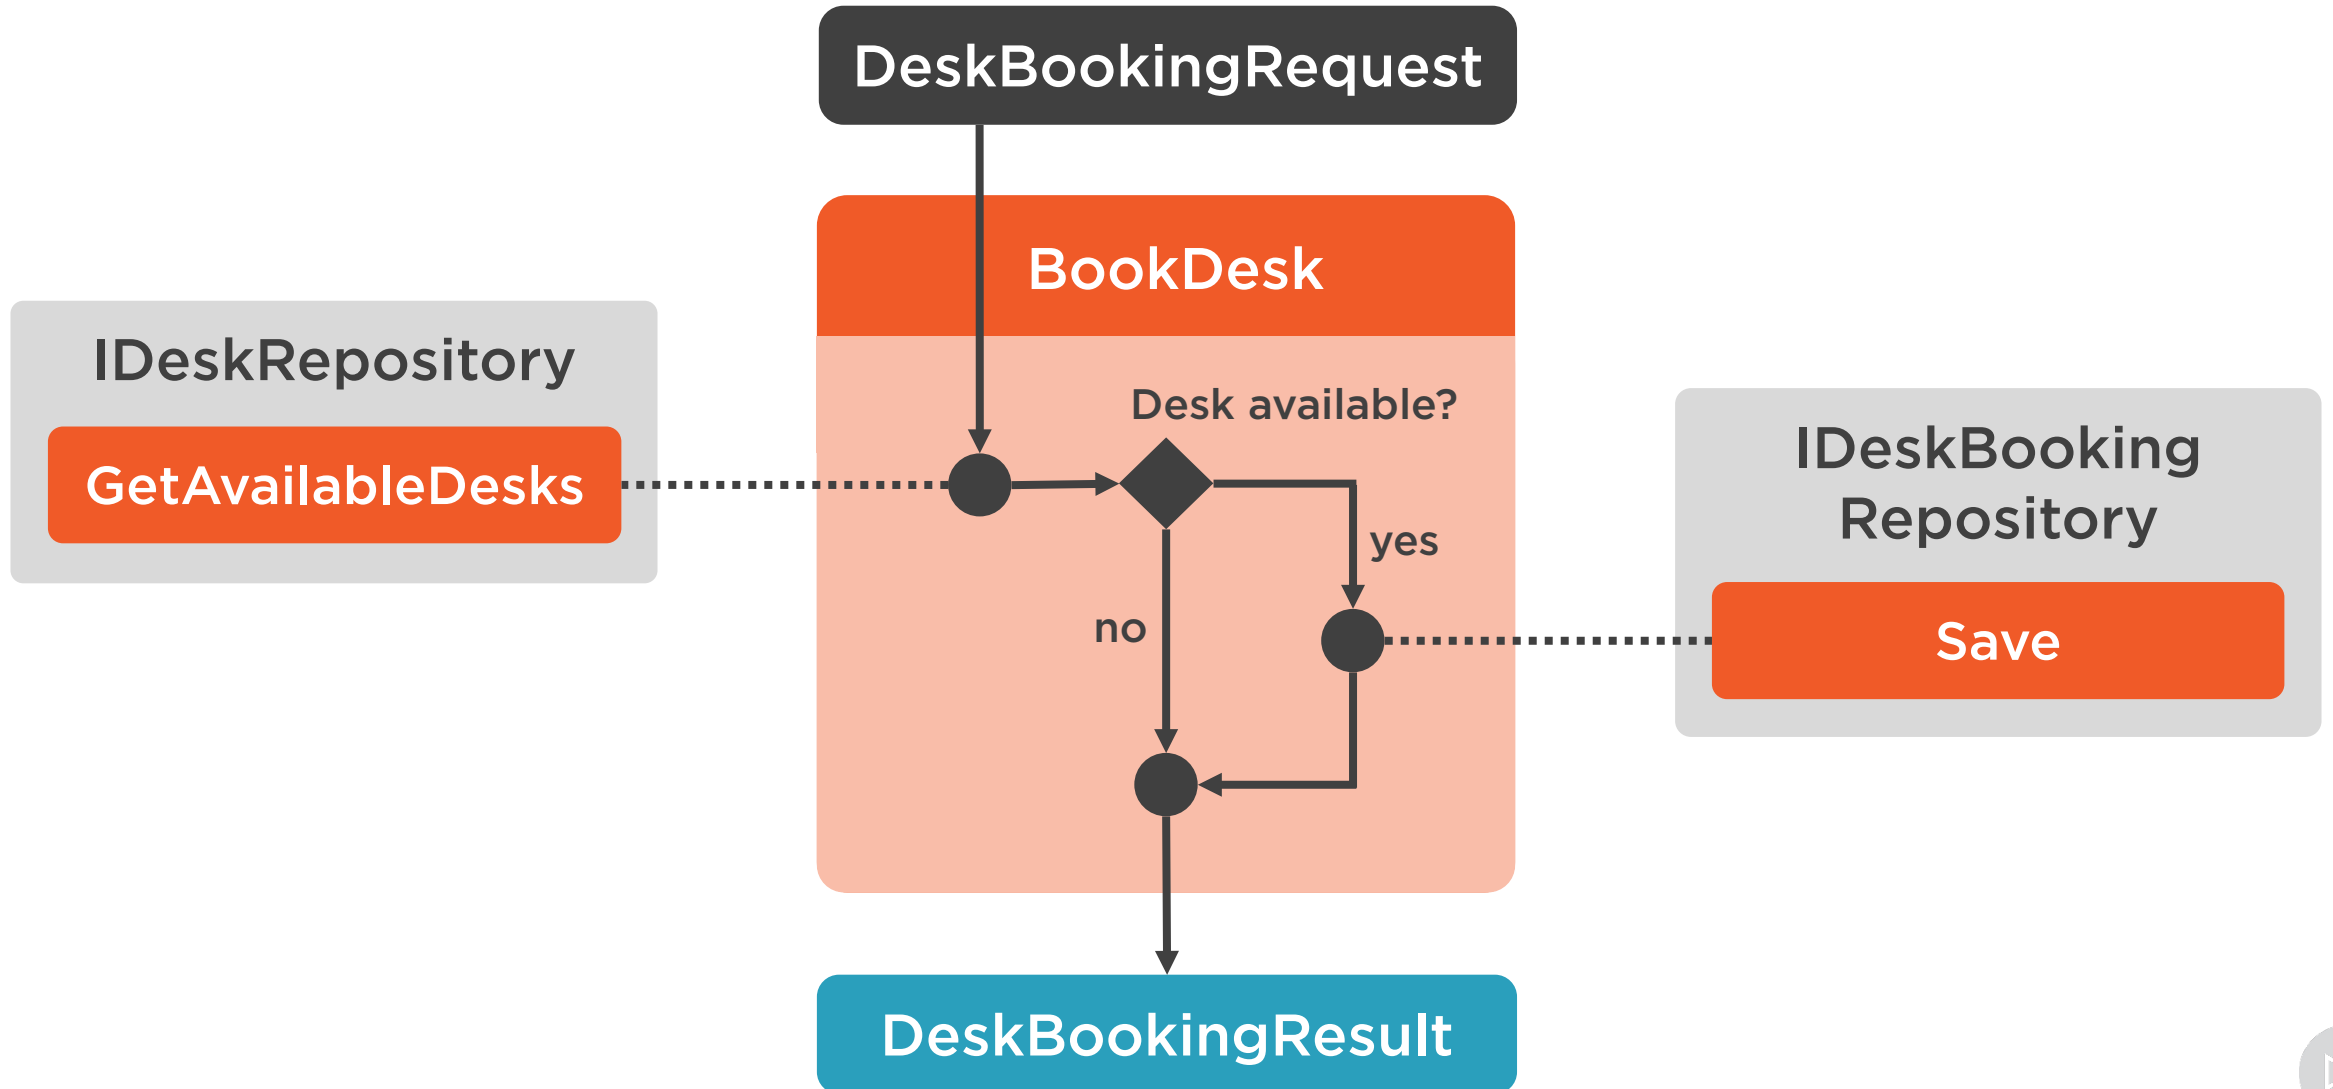 DeskBookingRequest
BookDesk
IDeskRepository
GetAvailableDesks
Desk available?
yes
no
IDeskBooking
Repository
Save
DeskBookingResult